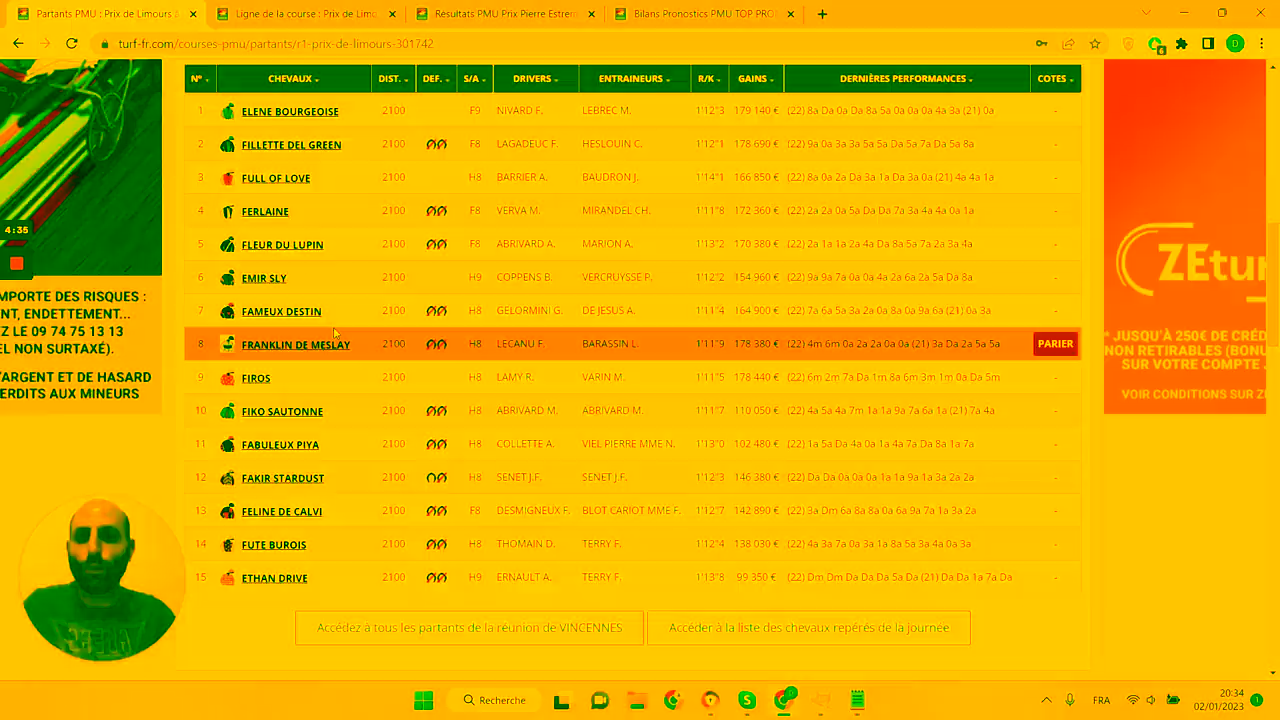 Partants PMU : Prix de Limours
Ligne de la course : Prix de Limo
Résultats PMU Prix Pierre Estrem
Bilans Pronostics PMU TOP PRO
turf-fr.com/courses-pmu/partants/r1-prix-de-limours-301742
6
D
N° CHEVAUX DIST. DEF. S/A DRIVERS ENTRAINEURS R/K GAINS DERNIÈRES PERFORMANCES COTES
1 ELENE BOURGEOISE 2100 F9 NIVARD F. LEBREC M. 1'12"3 179 140 € (22) 8a Da 0a Da 8a 5a 0a 0a 0a 4a 3a (21) 0a -
2 FILLETTE DEL GREEN 2100 F8 LAGADEUC F. HESLOUIN C. 1'12"1 178 690 € (22) 9a 0a 3a 3a 5a 5a Da 5a 7a Da 5a 8a -
3 FULL OF LOVE 2100 H8 BARRIER A. BAUDRON J. 1'14"1 166 850 € (22) 8a 0a 2a Da 3a 1a Da 3a 0a (21) 4a 4a 1a -
4 FERLAINE 2100 F8 VERVA M. MIRANDEL CH. 1'11"8 172 360 € (22) 2a 2a 0a 5a Da Da 7a 3a 4a 4a 0a 1a -
5 FLEUR DU LUPIN 2100 F8 ABRIVARD A. MARION A. 1'13"2 170 380 € (22) 2a 1a 1a 2a 4a Da 8a 5a 7a 2a 3a 4a -
6 EMIR SLY 2100 H9 COPPENS B. VERCRUYSSE P. 1'12"2 154 960 € (22) 9a 9a 7a 0a 0a 4a 2a 6a 2a 5a Da 8a -
7 FAMEUX DESTIN 2100 H8 GELORMINI G. DE JESUS A. 1'11"4 164 900 € (22) 7a 6a 5a 3a 2a 0a 8a 0a 9a 6a (21) 0a 3a -
8 FRANKLIN DE MESLAY 2100 H8 LECANU F. BARASSIN L. 1'11"9 178 380 € (22) 4m 6m 0a 2a 2a 0a 0a (21) 3a Da 2a 5a 5a PARIER
9 FIROS 2100 H8 LAMY R. VARIN M. 1'11"5 178 440 € (22) 6m 2m 7a Da 1m 8a 6m 3m 1m 0a Da 5m -
10 FIKO SAUTONNE 2100 H8 ABRIVARD M. ABRIVARD M. 1'11"7 110 050 € (22) 4a 5a 4a 7m 1a 1a 9a 7a 6a 1a (21) 7a 4a -
11 FABULEUX PIYA 2100 H8 COLLETTE A. VIEL PIERRE MME N. 1'13"0 102 480 € (22) 1a 5a Da 4a 0a 1a 4a 7a Da 8a 1a 7a -
12 FAKIR STARDUST 2100 H8 SENET J.F. SENET J.F. 1'12"3 146 380 € (22) Da Da 0a 0a 0a 1a 1a 9a 1a 3a 2a 2a -
13 FELINE DE CALVI 2100 F8 DESMIGNEUX F. BLOT CARIOT MME F. 1'12"7 142 890 € (22) 3a Dm 6a 8a 8a 0a 6a 9a 7a 1a 3a 2a -
14 FUTE BUROIS 2100 H8 THOMAIN D. TERRY F. 1'12"4 138 030 € (22) 4a 3a 7a 0a 3a 1a 8a 5a 3a 4a 0a 3a -
15 ETHAN DRIVE 2100 H9 ERNAULT A. TERRY F. 1'13"8 99 350 € (22) Dm Dm Da Da Da 5a Da (21) Da Da 1a 7a Da -
Accédez à tous les partants de la réunion de VINCENNES
Accéder à la liste des chevaux repérés de la journée
4:35
MPORTE DES RISQUES :
ENT, ENDETTEMENT...
Z LE 09 74 75 13 13
EL NON SURTAXÉ).
'ARGENT ET DE HASARD
ERDITS AUX MINEURS
ZEtur
* JUSQU'À 250€ DE CRÉD
NON RETIRABLES (BONU
SUR VOTRE COMPTE
VOIR CONDITIONS SUR ZE
Recherche
FRA
20:34
02/01/2023
1